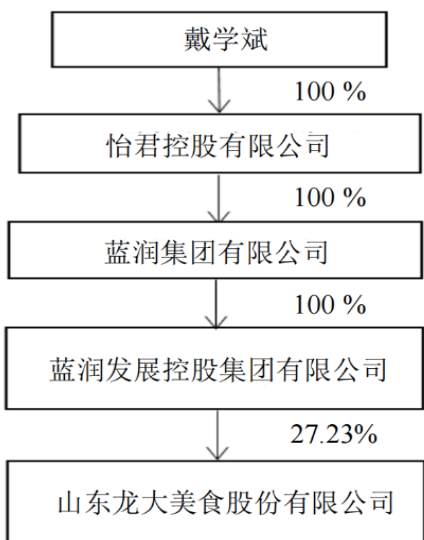 戴学斌
100 %
怡君控股有限公司
100 %
蓝润集团有限公司
100 %
蓝润发展控股集团有限公司
27.23%
山东龙大美食股份有限公司